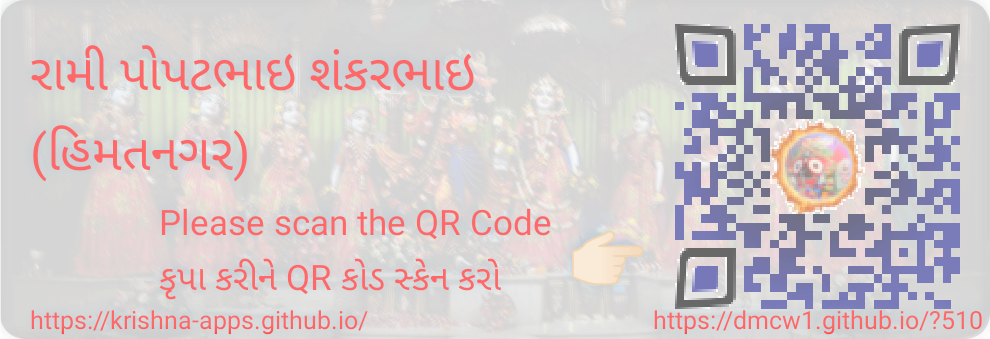 રામી પોપટભાઇ શંકરભાઇ
(હિમતનગર)
Please scan the QR Code
કૃપા કરીને QR કોડ સ્કેન કરો
https://krishna-apps.github.io/
https://dmcw1.github.io/?510